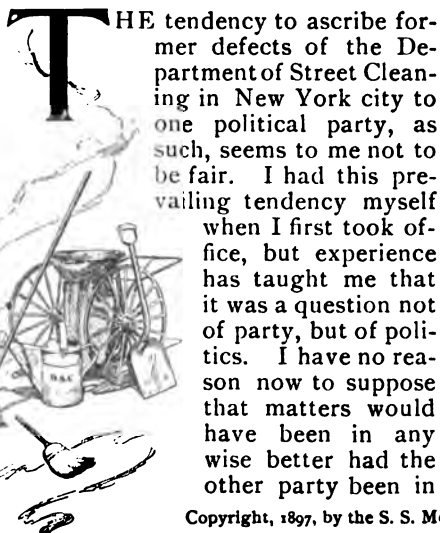 THE tendency to ascribe for-
mer defects of the De-
partment of Street Clean-
ing in New York city to
one political party, as
such, seems to me not to
be fair. I had this pre-
vailing tendency myself
when I first took of-
fice, but experience
has taught me that
it was a question not
of party, but of poli-
tics. I have no rea-
son now to suppose
that matters would
have been in any
wise better had the
other party been in
Copyright, 1897, by the S. S.